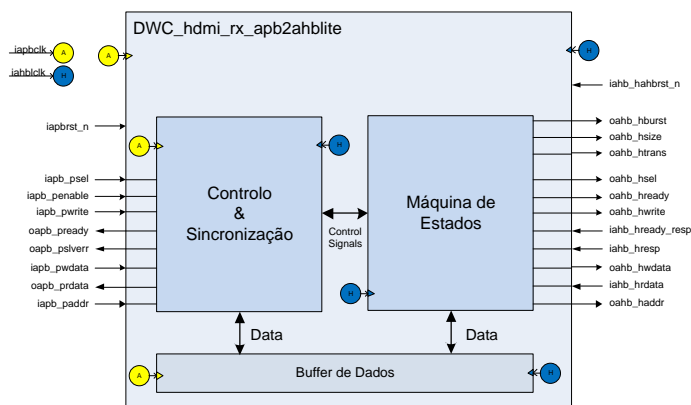 DWC_hdmi_rx_apb2ahblite
iapbclk
A
A
H
iahblclk
H
iahb_hahbrst_n
iapbrst_n
A
H
oahb_hburst
oahb_hsize
oahb_htrans
iapb_psel
iapb_penable
iapb_pwrite
oapb_pready
oapb_pslverr
iapb_pwdata
oapb_prdata
iapb_paddr
Controlo
&
Sincronização
Control
Signals
Máquina de
Estados
H
oahb_hsel
oahb_hready
oahb_hwrite
iahb_hready_resp
iahb_hresp
oahb_hwdata
iahb_hrdata
oahb_haddr
Data
Data
A
Buffer de Dados
H